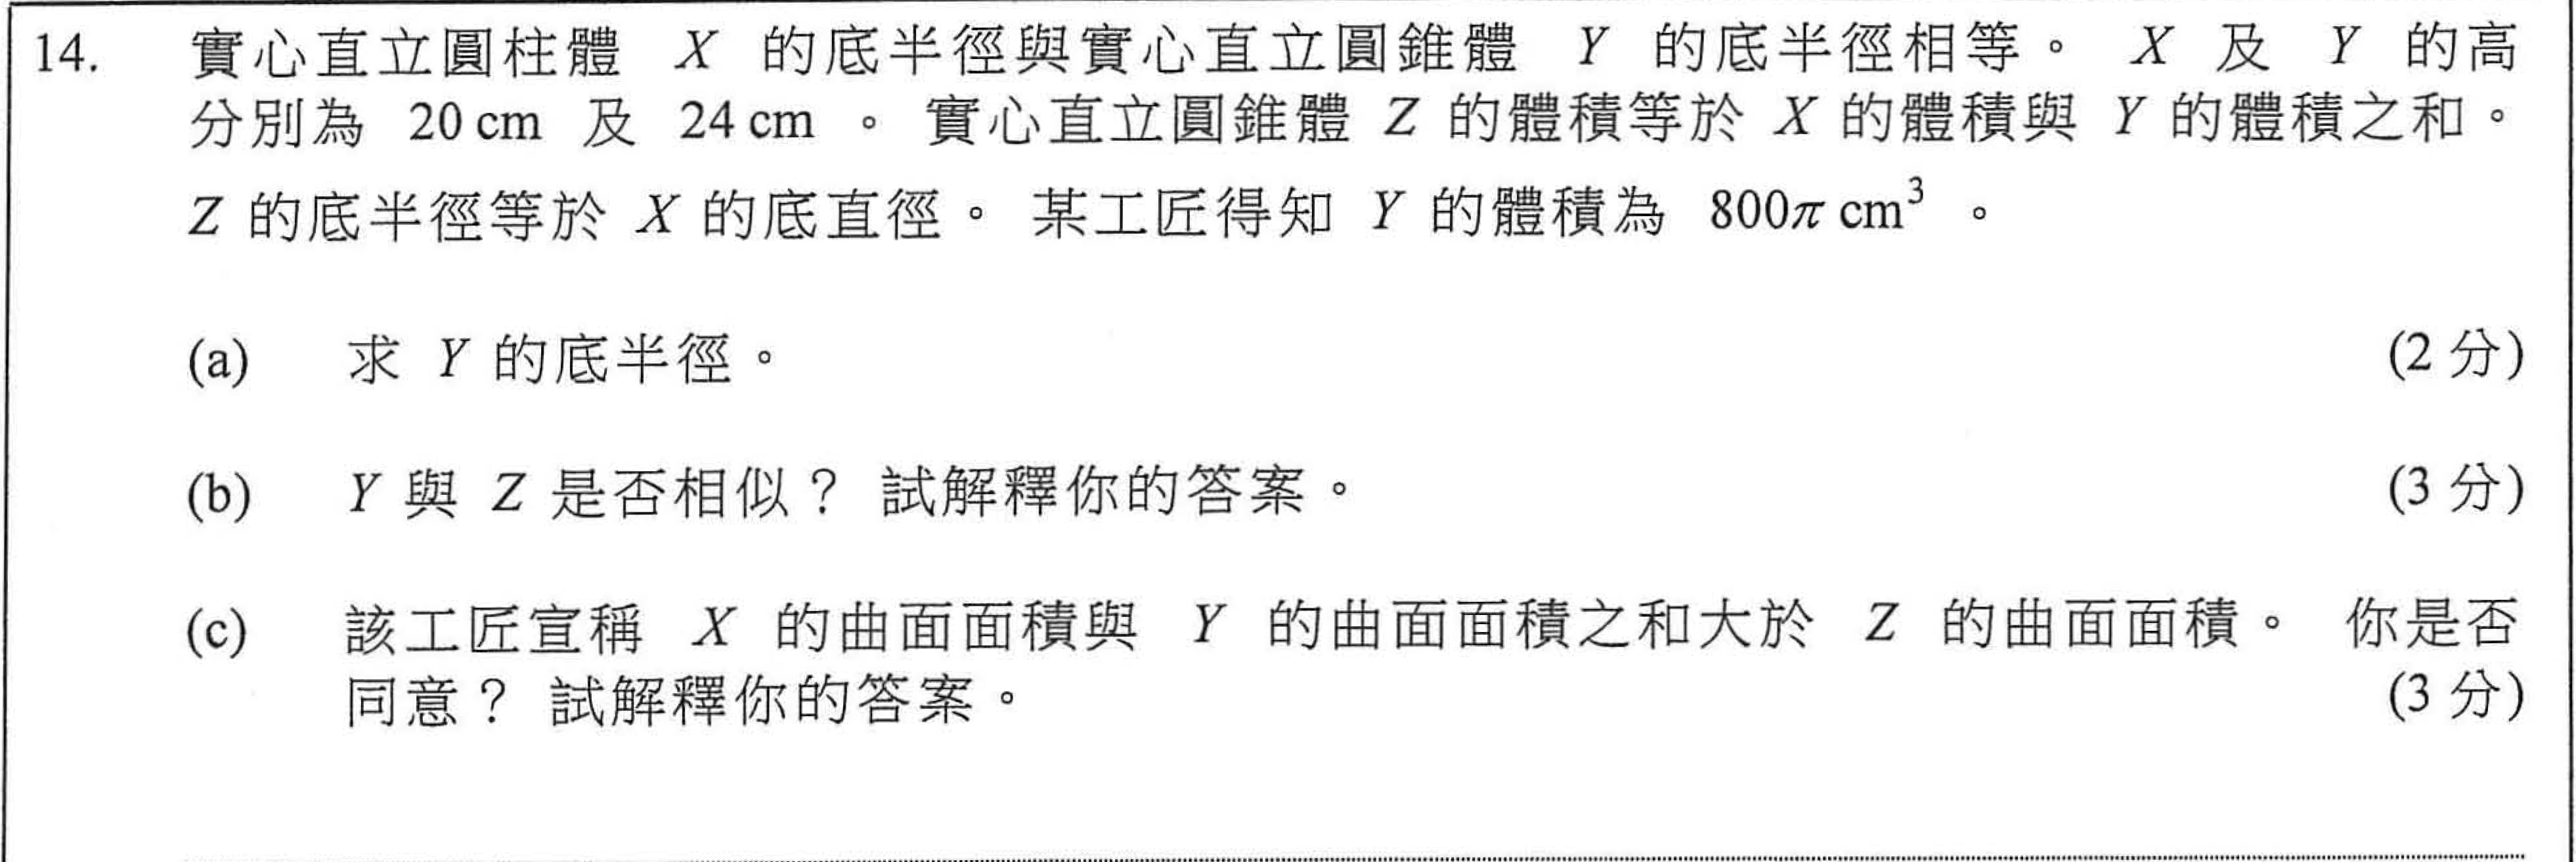 14. 實心直立圓柱體 X 的底半徑與實心直立圓錐體 Y 的底半徑相等。 X 及 Y 的高
分別為 20 cm 及 24 cm 。 實心直立圓錐體 Z 的體積等於 X 的體積與 Y 的體積之和。
Z 的底半徑等於 X 的底直徑。 某工匠得知 Y 的體積為 800π cm³ 。
(a) 求 Y 的底半徑。 (2 分)
(b) Y 與 Z 是否相似？ 試解釋你的答案。 (3 分)
(c) 該工匠宣稱 X 的曲面面積與 Y 的曲面面積之和大於 Z 的曲面面積。 你是否
同意？ 試解釋你的答案。 (3 分)